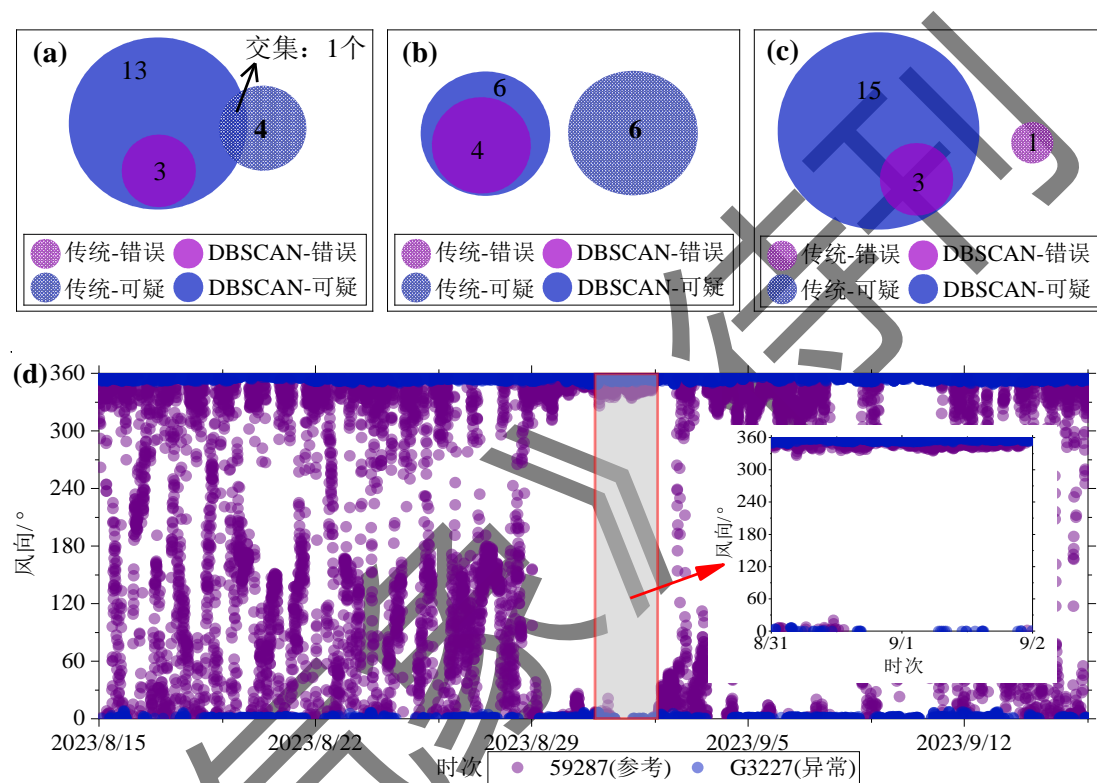 (a)
交集：1个
13
4
3
传统-错误 DBSCAN-错误
传统-可疑 DBSCAN-可疑
(b)
6
6
4
传统-错误 DBSCAN-错误
传统-可疑 DBSCAN-可疑
(c)
15
1
3
传统-错误 DBSCAN-错误
传统-可疑 DBSCAN-可疑
(d)
风向/°
360
300
240
180
120
60
0
2023/8/15 2023/8/22 2023/8/29 2023/9/5 2023/9/12
时次
59287(参考) G3227(异常)
风向/°
360
300
240
180
120
60
0
8/31 9/1 9/2
时次